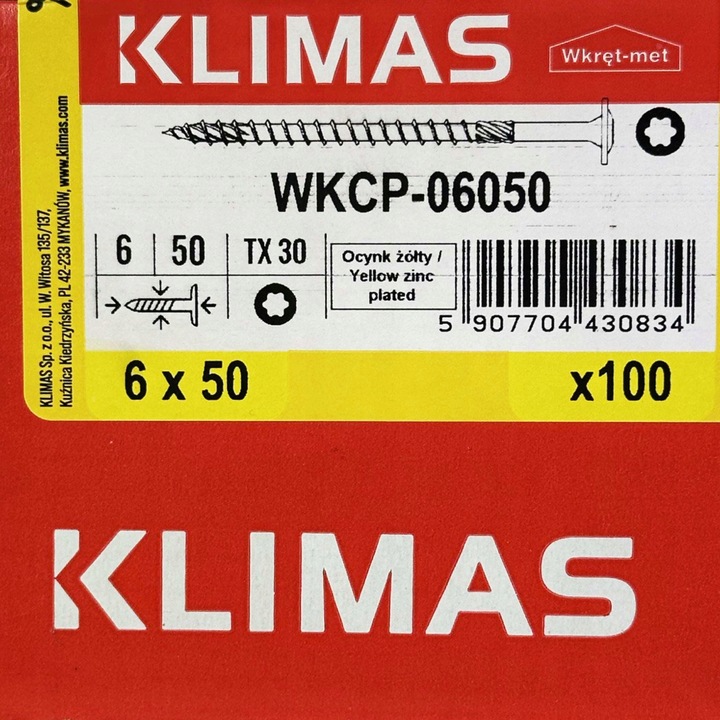 KLIMAS
Wkręt-met
WKCP-06050
6 50 TX 30
Ocynk żółty /
Yellow zinc
plated
5 907704 430834
6 x 50
x100
KLIMAS Sp. z o.o., ul. W. Witosa 135/137,
Kuźnica Kiedrzyńska, PL 42-233 MYKANÓW, www.klimas.com
KLIMAS